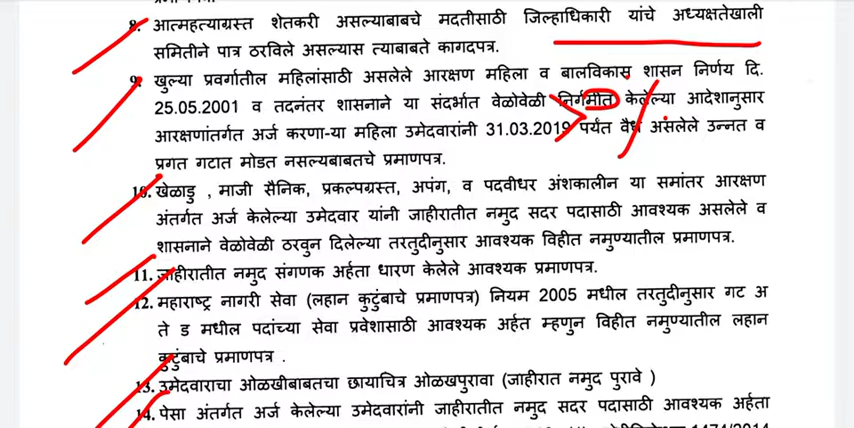 8. आत्महत्याग्रस्त शेतकरी असल्याबाबचे मदतीसाठी जिल्हाधिकारी यांचे अध्यक्षतेखाली
समितीने पात्र ठरविले असल्यास त्याबाबते कागदपत्र.
9. खुल्या प्रवर्गातील महिलांसाठी असलेले आरक्षण महिला व बालविकास शासन निर्णय दि.
25.05.2001 व तदनंतर शासनाने या संदर्भात वेळोवेळी निर्गमीत केलेल्या आदेशानुसार
आरक्षणांतर्गत अर्ज करणा-या महिला उमेदवारांनी 31.03.2019 पर्यंत वैध असलेले उन्नत व
प्रगत गटात मोडत नसल्यबाबतचे प्रमाणपत्र.
10. खेळाडु , माजी सैनिक, प्रकल्पग्रस्त, अपंग, व पदवीधर अंशकालीन या समांतर आरक्षण
अंतर्गत अर्ज केलेल्या उमेदवार यांनी जाहीरातीत नमुद सदर पदासाठी आवश्यक असलेले व
शासनाने वेळोवेळी ठरवुन दिलेल्या तरतुदीनुसार आवश्यक विहीत नमुण्यातील प्रमाणपत्र.
11. जाहीरातीत नमुद संगणक अर्हता धारण केलेले आवश्यक प्रमाणपत्र.
12. महाराष्ट्र नागरी सेवा (लहान कुटुंबाचे प्रमाणपत्र) नियम 2005 मधील तरतुदीनुसार गट अ
ते ड मधील पदांच्या सेवा प्रवेशासाठी आवश्यक अर्हत म्हणुन विहीत नमुण्यातील लहान
कुटुंबाचे प्रमाणपत्र .
13. उमेदवाराचा ओळखीबाबतचा छायाचित्र ओळखपुरावा (जाहीरात नमुद पुरावे )
14. पेसा अंतर्गत अर्ज केलेल्या उमेदवारांनी जाहीरातीत नमुद सदर पदासाठी आवश्यक अर्हता